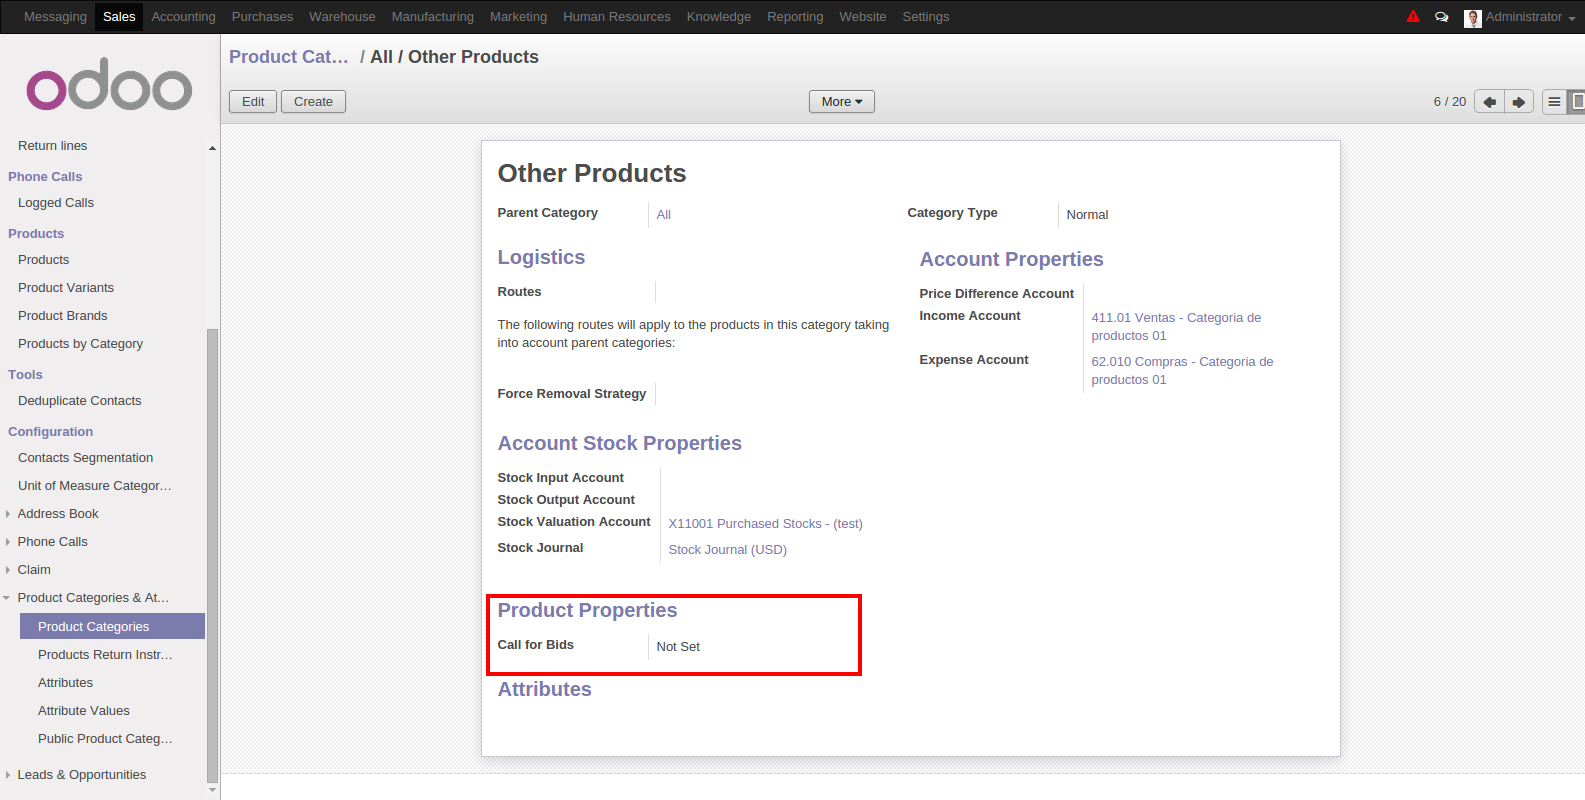 Messaging Sales Accounting Purchases Warehouse Manufacturing Marketing Human Resources Knowledge Reporting Website Settings Administrator
odoo
Return lines
Phone Calls
Logged Calls
Products
Products
Product Variants
Product Brands
Products by Category
Tools
Deduplicate Contacts
Configuration
Contacts Segmentation
Unit of Measure Categor...
Address Book
Phone Calls
Claim
Product Categories & At...
Product Categories
Products Return Instr...
Attributes
Attribute Values
Public Product Categ...
Leads & Opportunities
Product Cat... / All / Other Products
Edit Create More 6 / 20
Other Products
Parent Category All
Category Type Normal
Logistics
Routes
The following routes will apply to the products in this category taking
into account parent categories:
Force Removal Strategy
Account Properties
Price Difference Account
Income Account 411.01 Ventas - Categoria de
productos 01
Expense Account 62.010 Compras - Categoria de
productos 01
Account Stock Properties
Stock Input Account
Stock Output Account
Stock Valuation Account X11001 Purchased Stocks - (test)
Stock Journal Stock Journal (USD)
Product Properties
Call for Bids Not Set
Attributes